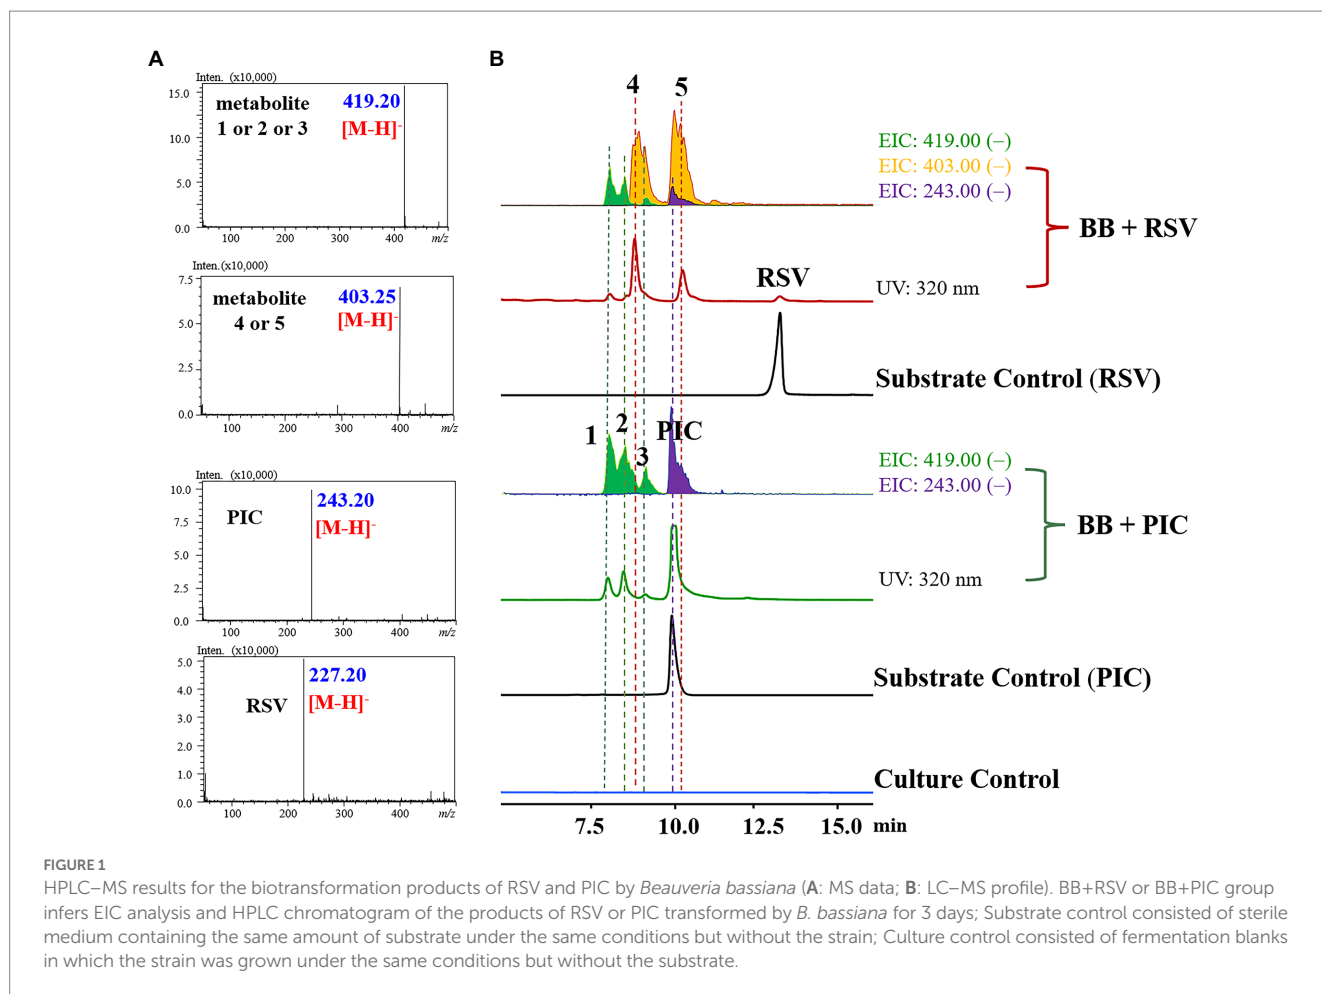 A
Inten. (x10,000)
15.0
10.0
5.0
0.0
metabolite
1 or 2 or 3
419.20
[M-H]-
100 200 300 400 m/z
Inten.(x10,000)
7.5
5.0
2.5
0.0
metabolite
4 or 5
403.25
[M-H]-
100 200 300 400 m/z
Inten. (x10,000)
10.0
7.5
5.0
2.5
0.0
PIC
243.20
[M-H]-
100 200 300 400 m/z
Inten. (x10,000)
5.0
4.0
3.0
2.0
1.0
0.0
RSV
227.20
[M-H]-
100 200 300 400 m/z
B
4 5
EIC: 419.00 (−)
EIC: 403.00 (−)
EIC: 243.00 (−)
BB + RSV
RSV
UV: 320 nm
Substrate Control (RSV)
1 2 3 PIC
EIC: 419.00 (−)
EIC: 243.00 (−)
BB + PIC
UV: 320 nm
Substrate Control (PIC)
Culture Control
7.5 10.0 12.5 15.0 min
FIGURE 1
HPLC–MS results for the biotransformation products of RSV and PIC by Beauveria bassiana (A: MS data; B: LC–MS profile). BB+RSV or BB+PIC group
infers EIC analysis and HPLC chromatogram of the products of RSV or PIC transformed by B. bassiana for 3 days; Substrate control consisted of sterile
medium containing the same amount of substrate under the same conditions but without the strain; Culture control consisted of fermentation blanks
in which the strain was grown under the same conditions but without the substrate.